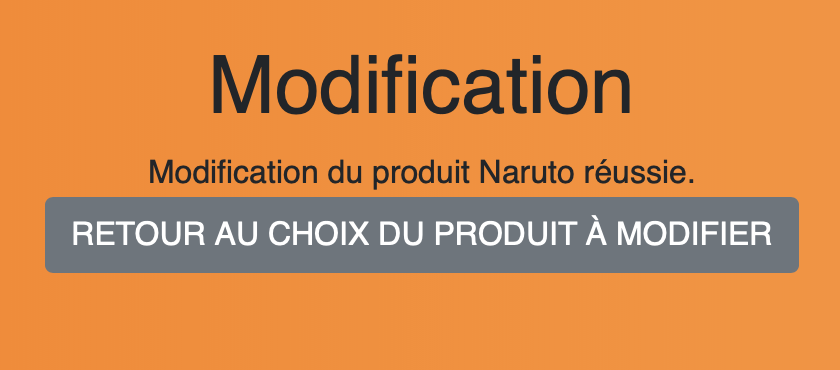 Modification
Modification du produit Naruto réussie.
RETOUR AU CHOIX DU PRODUIT À MODIFIER